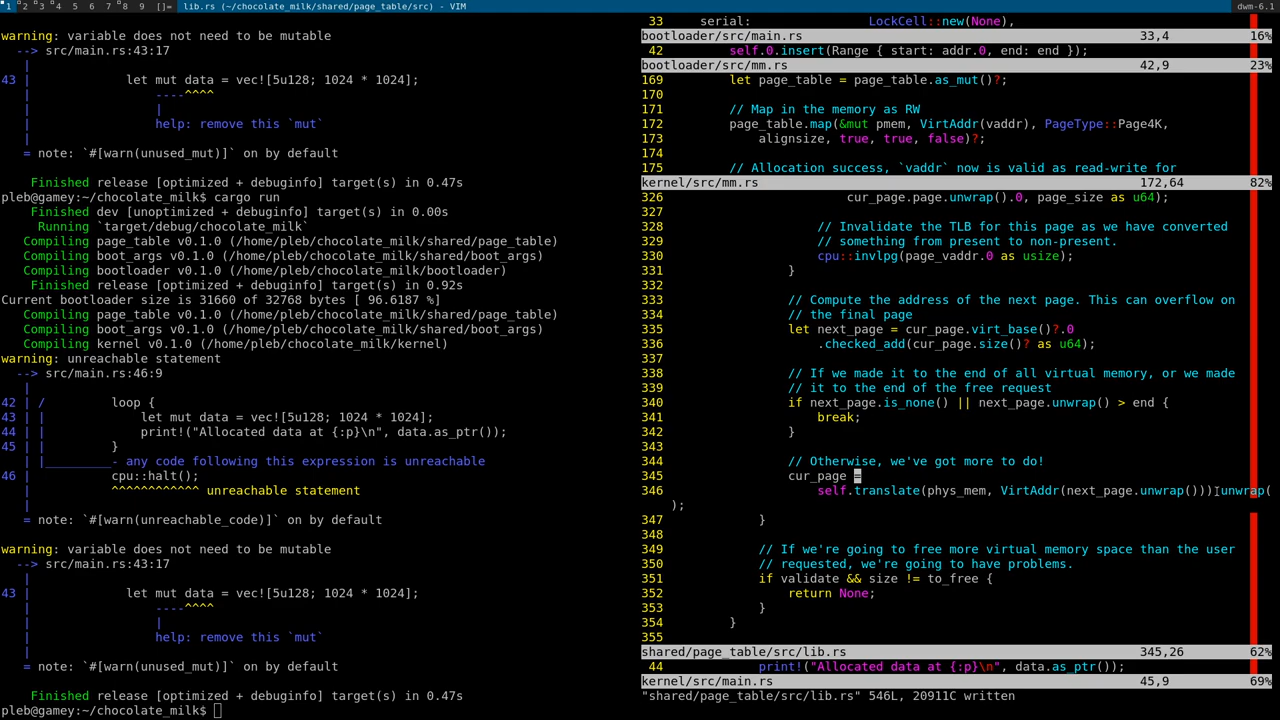 1 2 3 4 5 6 7 8 9 []= lib.rs (~/chocolate_milk/shared/page_table/src) - VIM dwm-6.1
warning: variable does not need to be mutable
  --> src/main.rs:43:17
   |
43 |             let mut data = vec![5u128; 1024 * 1024];
   |                 ----^^^^
   |                 |
   |                 help: remove this `mut`
   |
   = note: `#[warn(unused_mut)]` on by default

    Finished release [optimized + debuginfo] target(s) in 0.47s
pleb@gamey:~/chocolate_milk$ cargo run
    Finished dev [unoptimized + debuginfo] target(s) in 0.00s
     Running `target/debug/chocolate_milk`
   Compiling page_table v0.1.0 (/home/pleb/chocolate_milk/shared/page_table)
   Compiling boot_args v0.1.0 (/home/pleb/chocolate_milk/shared/boot_args)
   Compiling bootloader v0.1.0 (/home/pleb/chocolate_milk/bootloader)
    Finished release [optimized + debuginfo] target(s) in 0.92s
Current bootloader size is 31660 of 32768 bytes [ 96.6187 %]
   Compiling page_table v0.1.0 (/home/pleb/chocolate_milk/shared/page_table)
   Compiling boot_args v0.1.0 (/home/pleb/chocolate_milk/shared/boot_args)
   Compiling kernel v0.1.0 (/home/pleb/chocolate_milk/kernel)
warning: unreachable statement
  --> src/main.rs:46:9
   |
42 | /         loop {
43 | |             let mut data = vec![5u128; 1024 * 1024];
44 | |             print!("Allocated data at {:p}\n", data.as_ptr());
45 | |         }
   | |_________- any code following this expression is unreachable
46 |           cpu::halt();
   |           ^^^^^^^^^^^^ unreachable statement
   |
   = note: `#[warn(unreachable_code)]` on by default

warning: variable does not need to be mutable
  --> src/main.rs:43:17
   |
43 |             let mut data = vec![5u128; 1024 * 1024];
   |                 ----^^^^
   |                 |
   |                 help: remove this `mut`
   |
   = note: `#[warn(unused_mut)]` on by default

    Finished release [optimized + debuginfo] target(s) in 0.47s
pleb@gamey:~/chocolate_milk$
33     serial:                LockCell::new(None),
bootloader/src/main.rs 33,4 16%
42         self.0.insert(Range { start: addr.0, end: end });
bootloader/src/mm.rs 42,9 23%
169         let page_table = page_table.as_mut()?;
170
171         // Map in the memory as RW
172         page_table.map(&mut pmem, VirtAddr(vaddr), PageType::Page4K,
173             alignsize, true, true, false)?;
174
175         // Allocation success, `vaddr` now is valid as read-write for
kernel/src/mm.rs 172,64 82%
326                         cur_page.page.unwrap().0, page_size as u64);
327
328                     // Invalidate the TLB for this page as we have converted
329                     // something from present to non-present.
330                     cpu::invlpg(page_vaddr.0 as usize);
331                 }
332
333                 // Compute the address of the next page. This can overflow on
334                 // the final page
335                 let next_page = cur_page.virt_base()?.0
336                     .checked_add(cur_page.size()? as u64);
337
338                 // If we made it to the end of all virtual memory, or we made
339                 // it to the end of the free request
340                 if next_page.is_none() || next_page.unwrap() > end {
341                     break;
342                 }
343
344                 // Otherwise, we've got more to do!
345                 cur_page =
346                     self.translate(phys_mem, VirtAddr(next_page.unwrap())).unwrap(
);
347             }
348
349             // If we're going to free more virtual memory space than the user
350             // requested, we're going to have problems.
351             if validate && size != to_free {
352                 return None;
353             }
354         }
355
shared/page_table/src/lib.rs 345,26 62%
44             print!("Allocated data at {:p}\n", data.as_ptr());
kernel/src/main.rs 45,9 69%
"shared/page_table/src/lib.rs" 546L, 20911C written